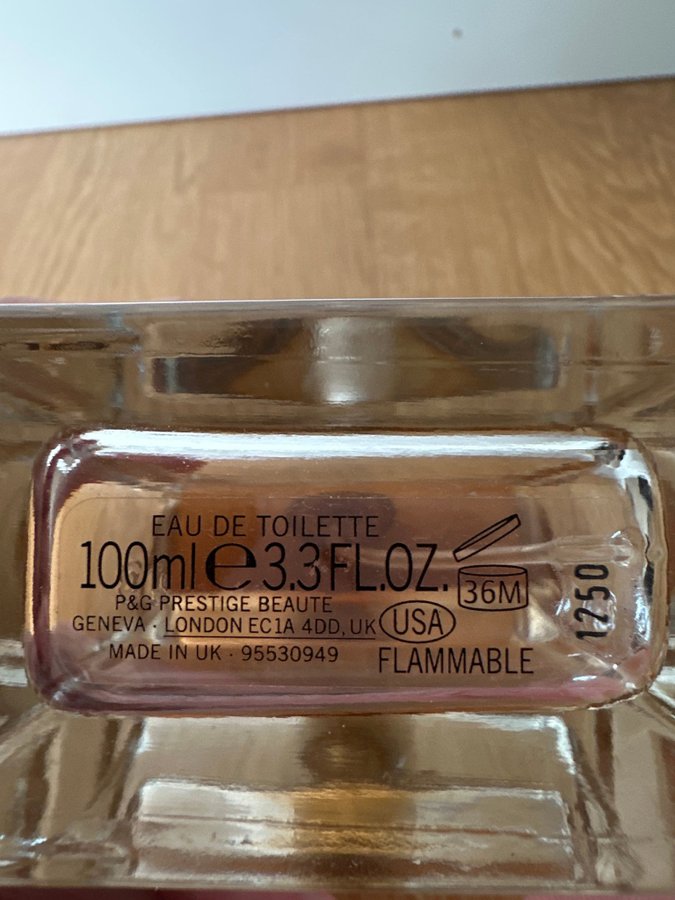 EAU DE TOILETTE
100ml e 3.3FL.OZ.
36M
P&G PRESTIGE BEAUTE
GENEVA · LONDON EC1A 4DD, UK
USA
MADE IN UK · 95530949
FLAMMABLE
1250